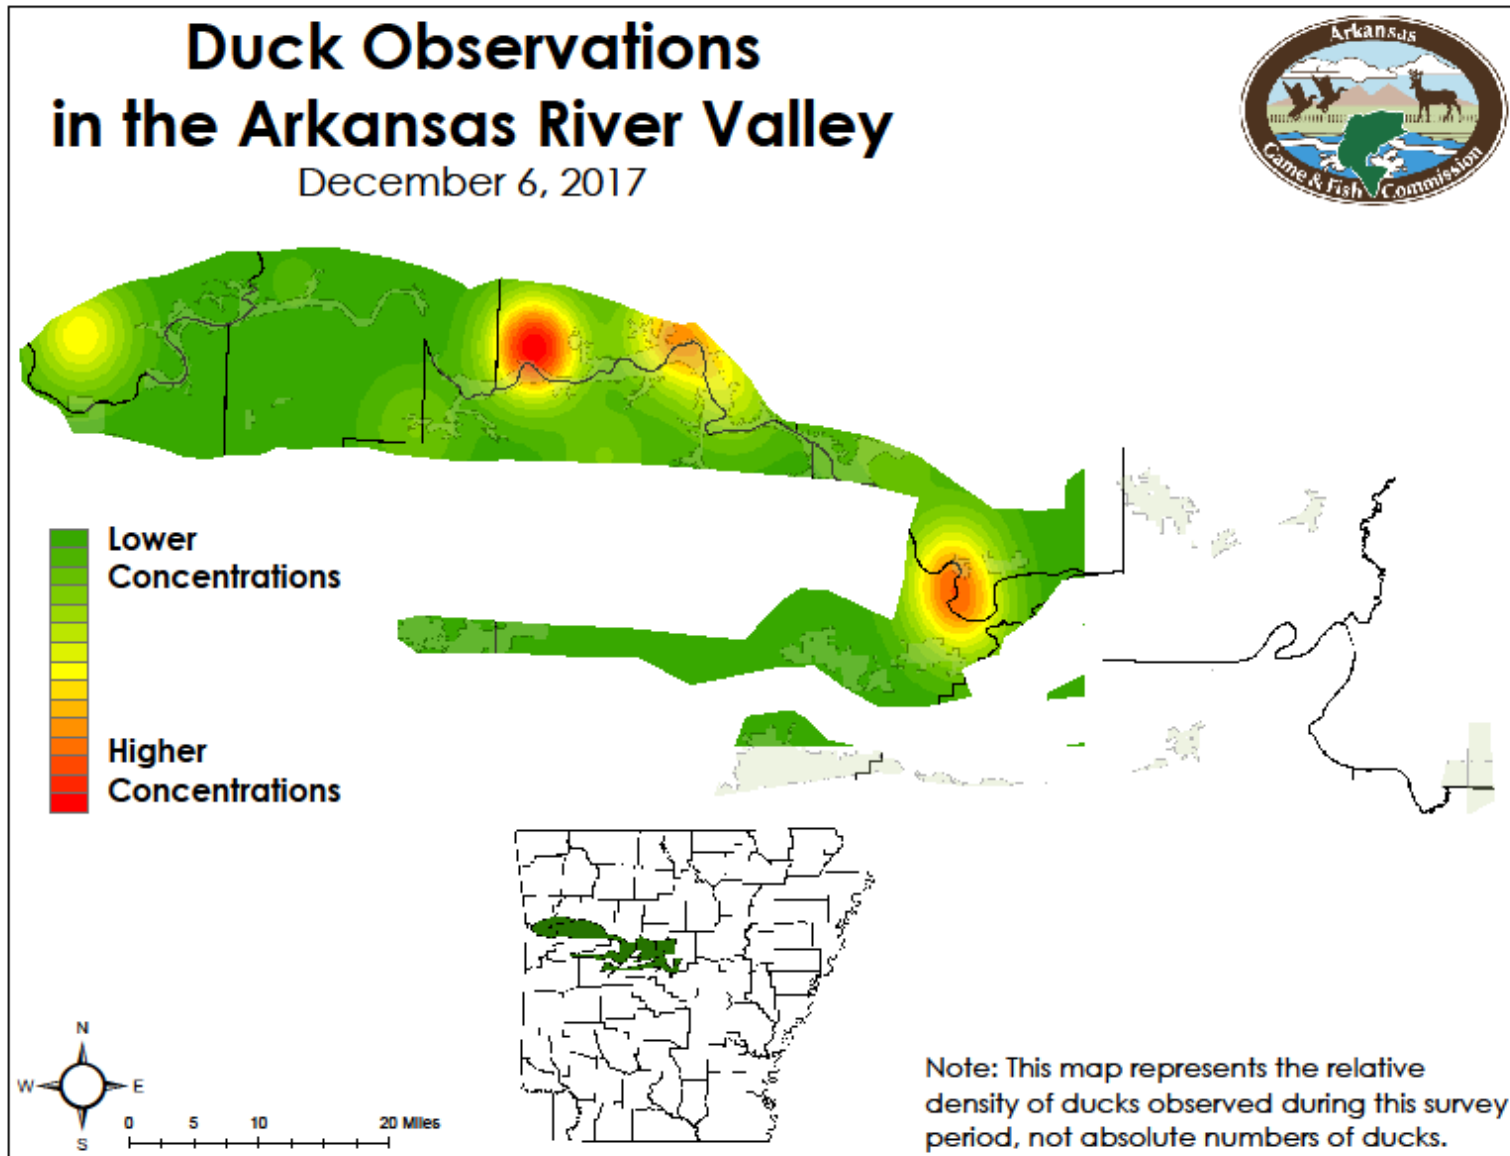 Duck Observations
in the Arkansas River Valley
December 6, 2017
Arkansas
Game & Fish Commission
Lower
Concentrations
Higher
Concentrations
N
W E
S
0 5 10 20 Miles
Note: This map represents the relative
density of ducks observed during this survey
period, not absolute numbers of ducks.